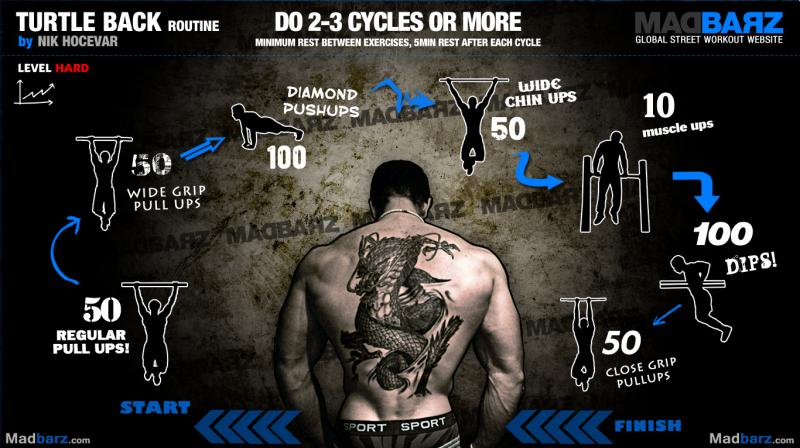 TURTLE BACK ROUTINE
by NIK HOCEVAR
DO 2-3 CYCLES OR MORE
MINIMUM REST BETWEEN EXERCISES, 5MIN REST AFTER EACH CYCLE
MADBARZ
GLOBAL STREET WORKOUT WEBSITE
LEVEL HARD
50
REGULAR
PULL UPS!
50
WIDE GRIP
PULL UPS
DIAMOND
PUSHUPS
100
WIDE
CHIN UPS
50
10
muscle ups
100
DIPS!
50
CLOSE GRIP
PULLUPS
MADBARZ
MADBARZ
MADBARZ
MADBARZ
MADBARZ
MADBARZ
SPORT SPORT
START
FINISH
Madbarz.com
Madbarz.com